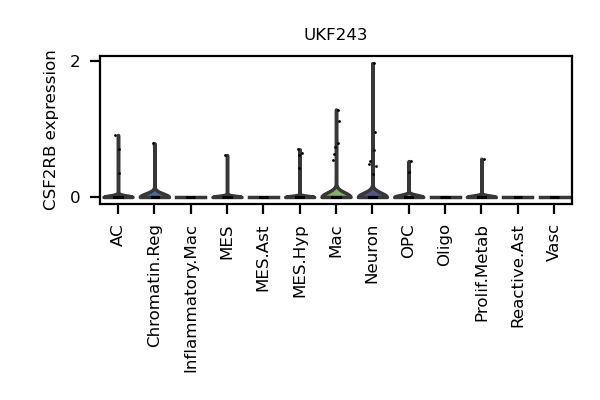 UKF243
CSF2RB expression
2
0
AC
Chromatin.Reg
Inflammatory.Mac
MES
MES.Ast
MES.Hyp
Mac
Neuron
OPC
Oligo
Prolif.Metab
Reactive.Ast
Vasc